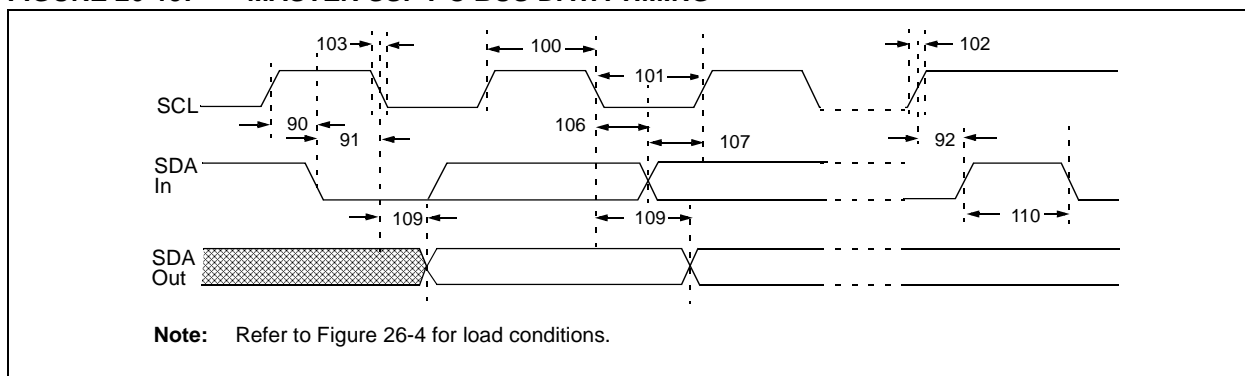 103
100
102
101
SCL
90
106
91
107
92
SDA
In
109
109
110
SDA
Out
Note: Refer to Figure 26-4 for load conditions.